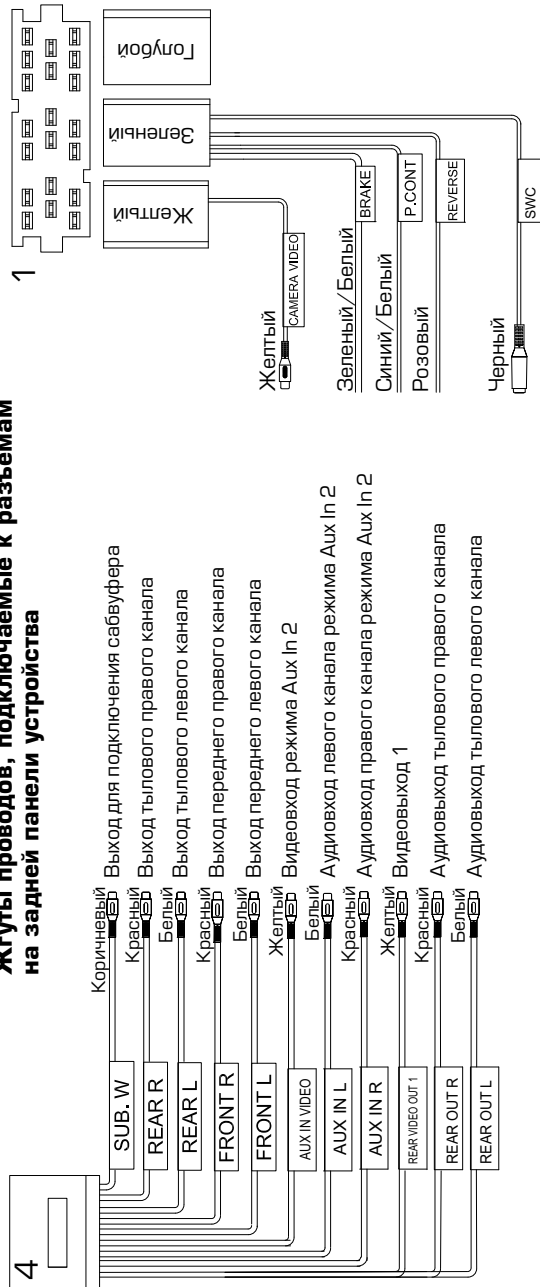 Жгуты проводов, подключаемые к разъемам
на задней панели устройства
4
SUB. W
Коричневый
Выход для подключения сабвуфера
REAR R
Красный
Выход тылового правого канала
REAR L
Белый
Выход тылового левого канала
FRONT R
Красный
Выход переднего правого канала
FRONT L
Белый
Выход переднего левого канала
AUX IN VIDEO
Желтый
Видеовход режима Aux In 2
AUX IN L
Белый
Аудиовход левого канала режима Aux In 2
AUX IN R
Красный
Аудиовход правого канала режима Aux In 2
REAR VIDEO OUT 1
Желтый
Видеовыход 1
REAR OUT R
Красный
Аудиовыход тылового правого канала
REAR OUT L
Белый
Аудиовыход тылового левого канала
1
Желтый
Зеленый
Голубой
Желтый
CAMERA VIDEO
Зеленый/Белый
BRAKE
Синий/Белый
P.CONT
Розовый
REVERSE
Черный
SWC